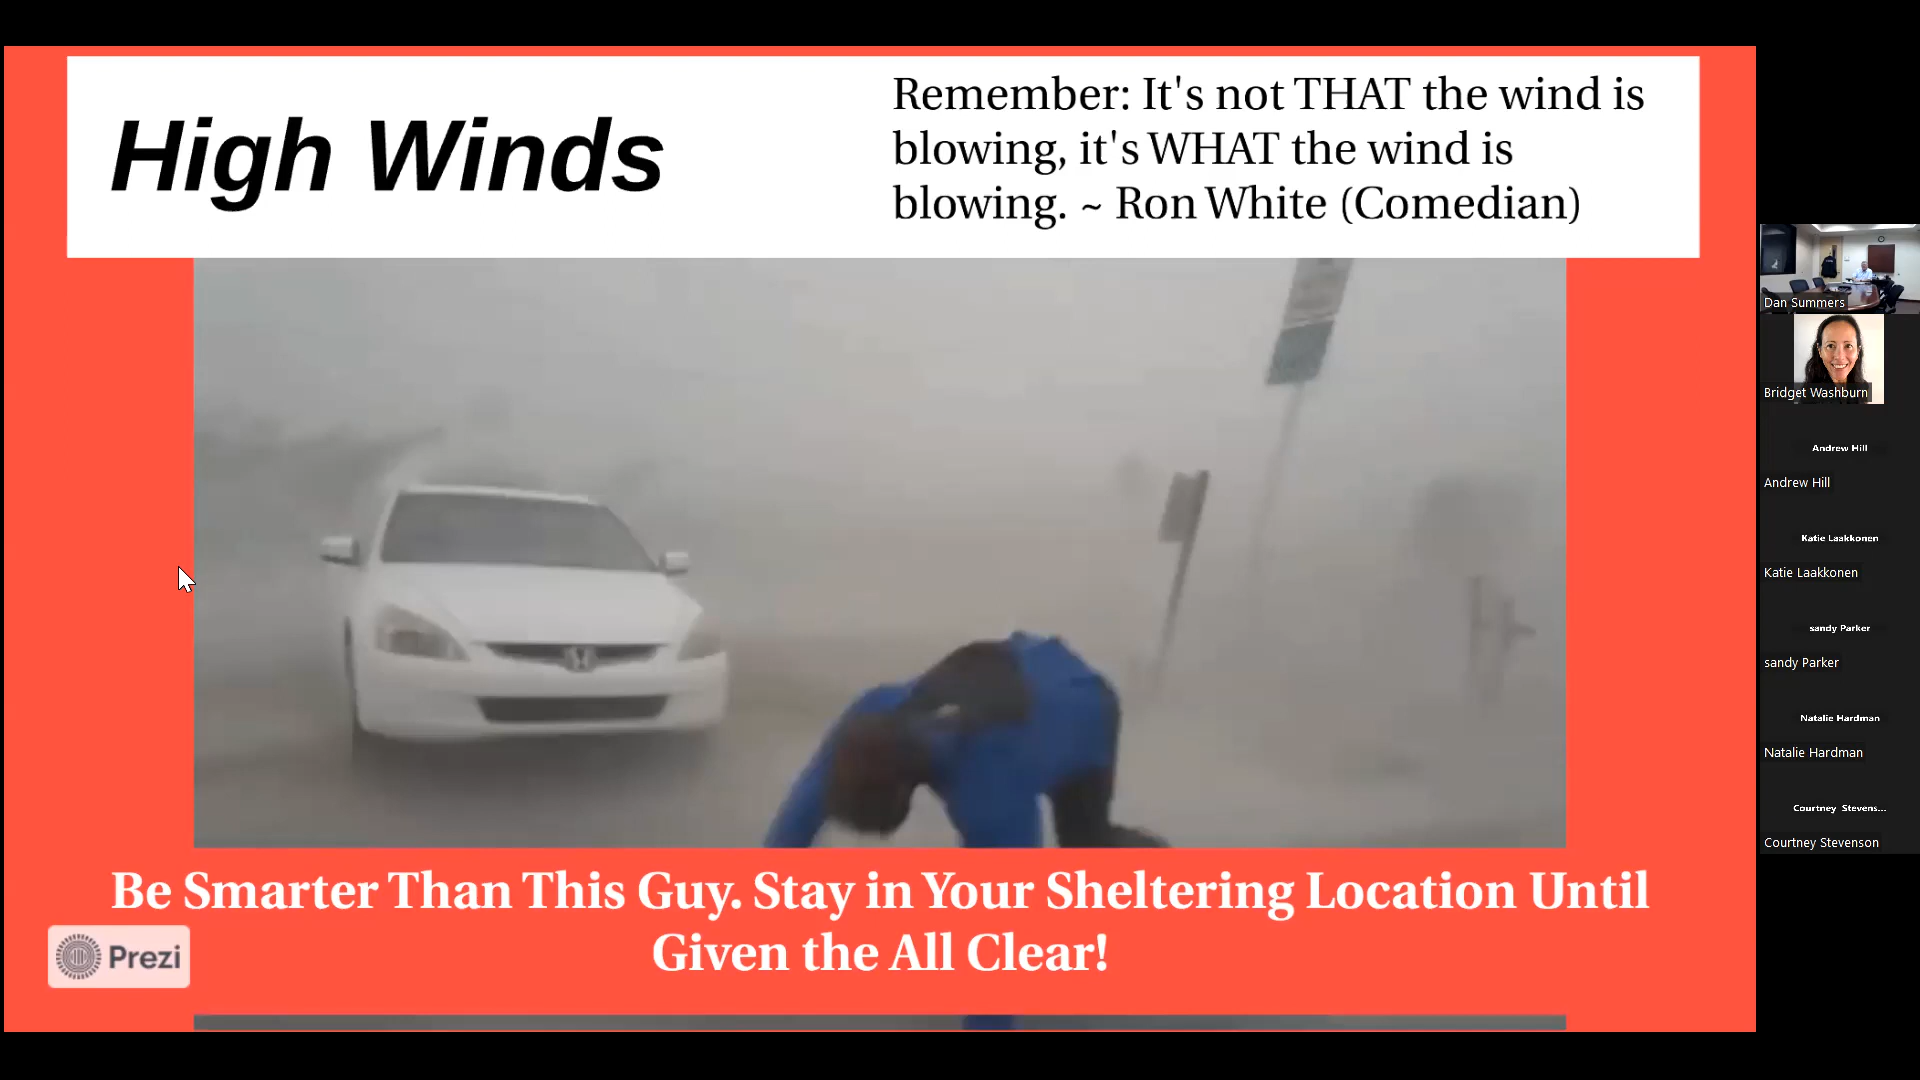 High Winds
Remember: It's not THAT the wind is
blowing, it's WHAT the wind is
blowing. ~ Ron White (Comedian)
Be Smarter Than This Guy. Stay in Your Sheltering Location Until
Given the All Clear!
Prezi
Dan Summers
Bridget Washburn
Andrew Hill
Andrew Hill
Katie Laakkonen
Katie Laakkonen
sandy Parker
sandy Parker
Natalie Hardman
Natalie Hardman
Courtney Stevens...
Courtney Stevenson